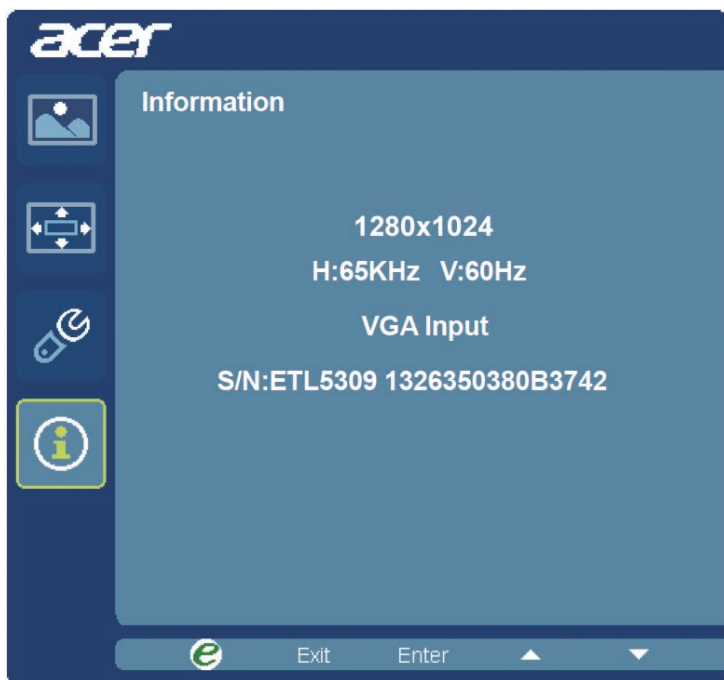 acer
Information
1280x1024
H:65KHz V:60Hz
VGA Input
S/N:ETL5309 1326350380B3742
e Exit Enter